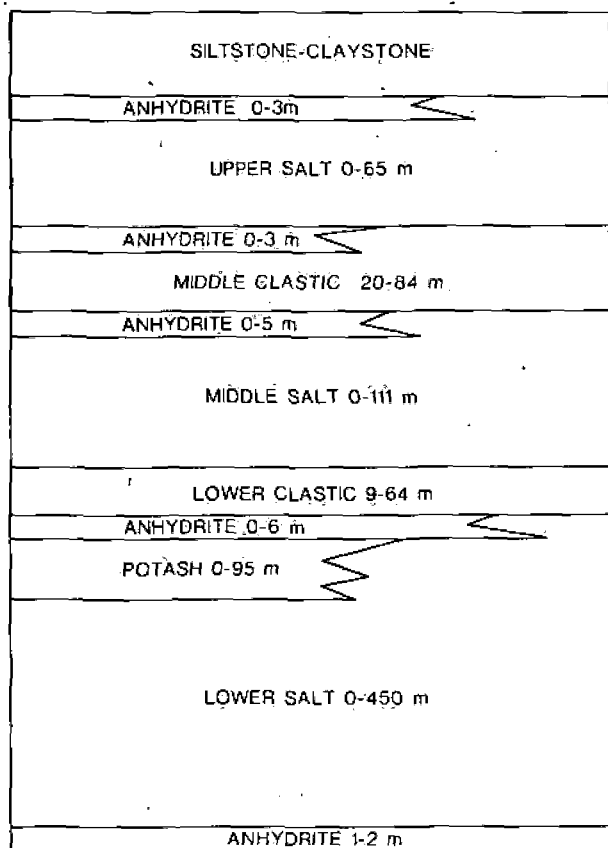 SILTSTONE-CLAYSTONE
ANHYDRITE 0-3m
UPPER SALT 0-65 m
ANHYDRITE 0-3 m
MIDDLE CLASTIC 20-84 m
ANHYDRITE 0-5 m
MIDDLE SALT 0-111 m
LOWER CLASTIC 9-64 m
ANHYDRITE 0-6 m
POTASH 0-95 m
LOWER SALT 0-450 m
ANHYDRITE 1-2 m